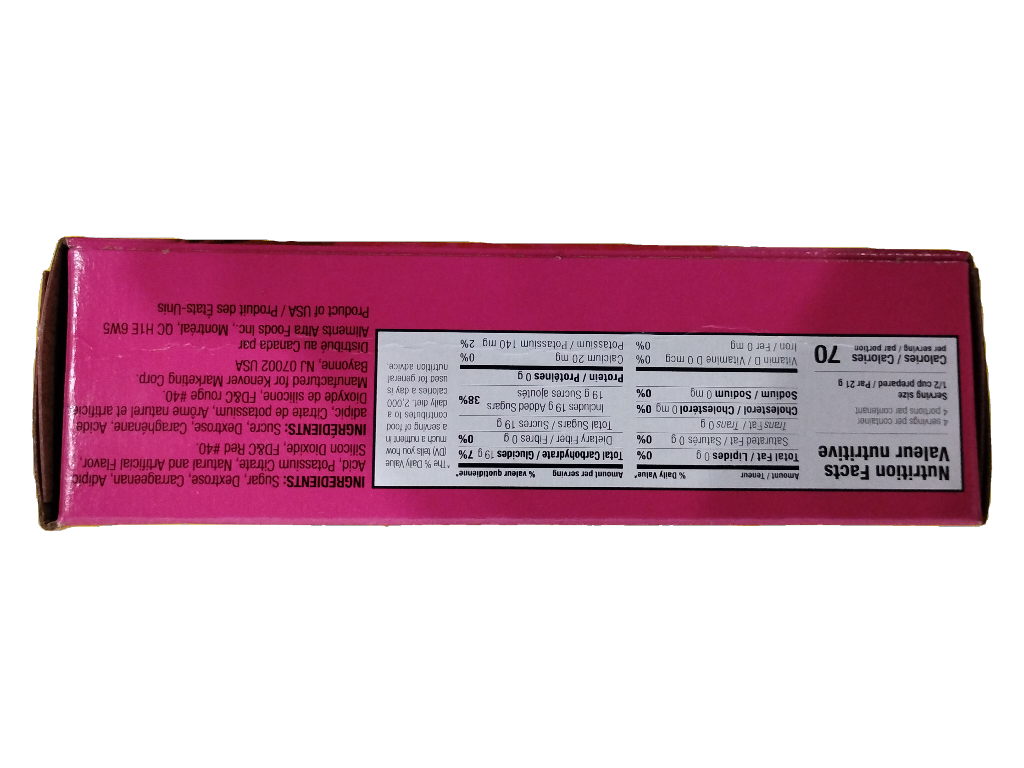 Nutrition Facts
Valeur nutritive
4 servings per container
4 portions par contenant
Serving size
1/2 cup prepared / Par 21 g
Calories / Calories 70
per serving / par portion
Amount / Teneur % Daily Value*
Total Fat / Lipides 0 g 0%
Saturated Fat / Saturés 0 g 0%
Trans Fat / Trans 0 g
Cholesterol / Cholésterol 0 mg 0%
Sodium / Sodium 0 mg 0%
Vitamin D / Vitamine D 0 mcg 0%
Iron / Fer 0 mg 0%
Amount per serving % valeur quotidienne*
Total Carbohydrate / Glucides 19 g 7%
Dietary Fiber / Fibres 0 g 0%
Total Sugars / Sucres 19 g
Includes 19 g Added Sugars
19 g Sucres ajoutés 38%
Protein / Protéines 0 g
Calcium 20 mg 0%
Potassium / Potassium 140 mg 2%
*The % Daily Value
(DV) tells you how
much a nutrient in
a serving of food
contributes to a
daily diet. 2,000
calories a day is
used for general
nutrition advice.
INGREDIENTS: Sugar, Dextrose, Carrageenan, Adipic
Acid, Potassium Citrate, Natural and Artificial Flavor,
Silicon Dioxide, FD&C Red #40.
INGRÉDIENTS: Sucre, Dextrose, Caraghénane, Acide
adipic, Citrate de potassium, Arôme naturel et artificiel
Dioxyde de silicone, FD&C rouge #40.
Manufactured for Kenover Marketing Corp.
Bayonne, NJ 07002 USA
Distribué au Canada par
Aliments Altra Foods Inc., Montréal, QC H1E 6W5
Product of USA / Produit des États-Unis